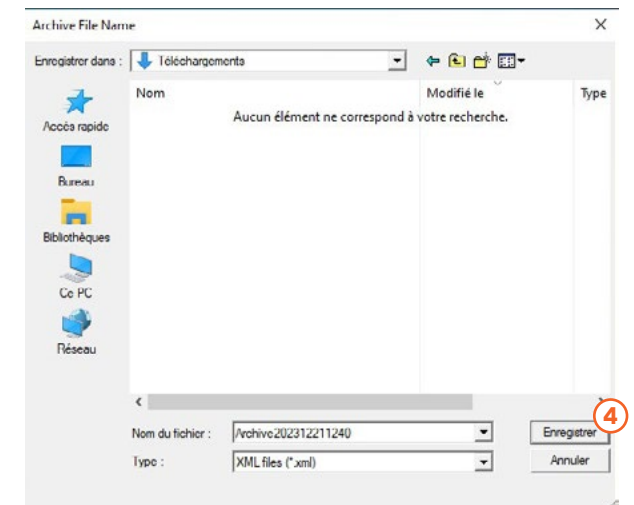 Archive File Name
Enregistrer dans :
Téléchargements
Nom
Modifié le
Type
Aucun élément ne correspond à votre recherche.
Accès rapide
Bureau
Bibliothèques
Ce PC
Réseau
4
Nom du fichier :
Archive202312211240
Enregistrer
Type :
XML files (*.xml)
Annuler